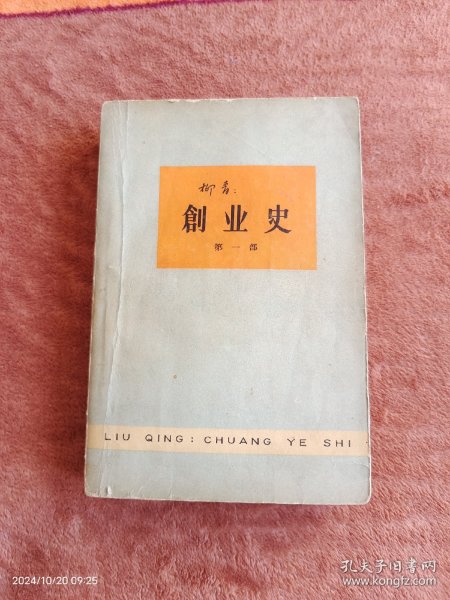 柳青：
創业史
第一部
LIU QING: CHUANG YE SHI
2024/10/20 09:25
孔夫子旧书网
www.kongfz.com